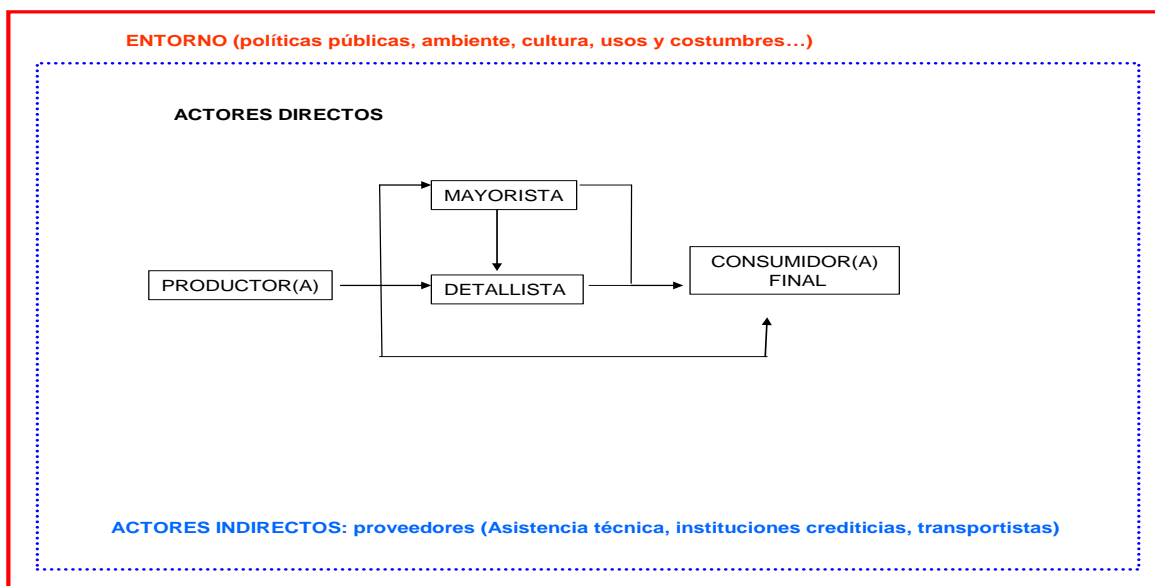 ENTORNO (políticas públicas, ambiente, cultura, usos y costumbres…)
ACTORES DIRECTOS
MAYORISTA
PRODUCTOR(A)
DETALLISTA
CONSUMIDOR(A)
FINAL
ACTORES INDIRECTOS: proveedores (Asistencia técnica, instituciones crediticias, transportistas)